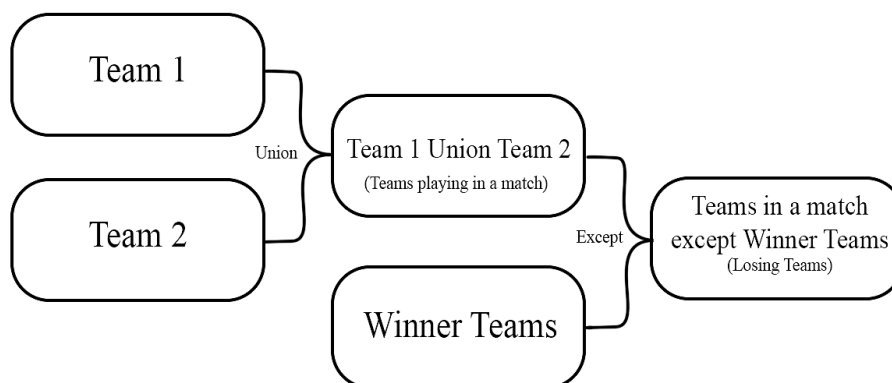 Team 1
Team 2
Union
Team 1 Union Team 2
(Teams playing in a match)
Winner Teams
Except
Teams in a match
except Winner Teams
(Losing Teams)